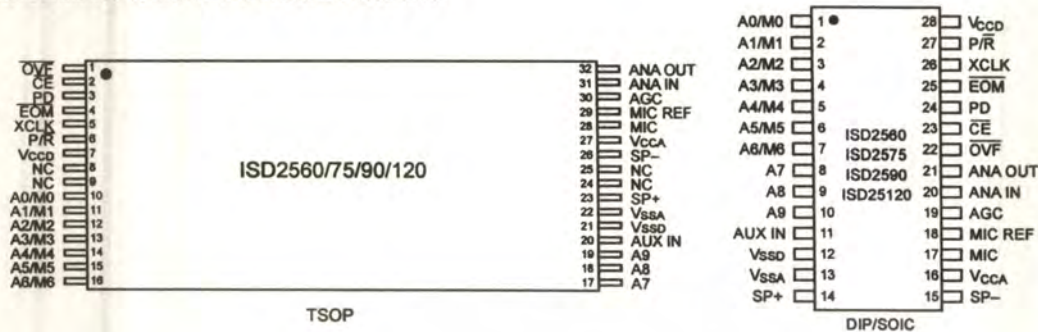 OVF 1
CE 2
PD 3
EOM 4
XCLK 5
P/R 6
VCCD 7
NC 8
NC 9
A0/M0 10
A1/M1 11
A2/M2 12
A3/M3 13
A4/M4 14
A5/M5 15
A6/M6 16
ISD2560/75/90/120
32 ANA OUT
31 ANA IN
30 AGC
29 MIC REF
28 MIC
27 VCCA
26 SP–
25 NC
24 NC
23 SP+
22 VSSA
21 VSSD
20 AUX IN
19 A9
18 A8
17 A7
TSOP
A0/M0 1
A1/M1 2
A2/M2 3
A3/M3 4
A4/M4 5
A5/M5 6
A6/M6 7
A7 8
A8 9
A9 10
AUX IN 11
VSSD 12
VSSA 13
SP+ 14
ISD2560
ISD2575
ISD2590
ISD25120
28 VCCD
27 P/R
26 XCLK
25 EOM
24 PD
23 CE
22 OVF
21 ANA OUT
20 ANA IN
19 AGC
18 MIC REF
17 MIC
16 VCCA
15 SP–
DIP/SOIC